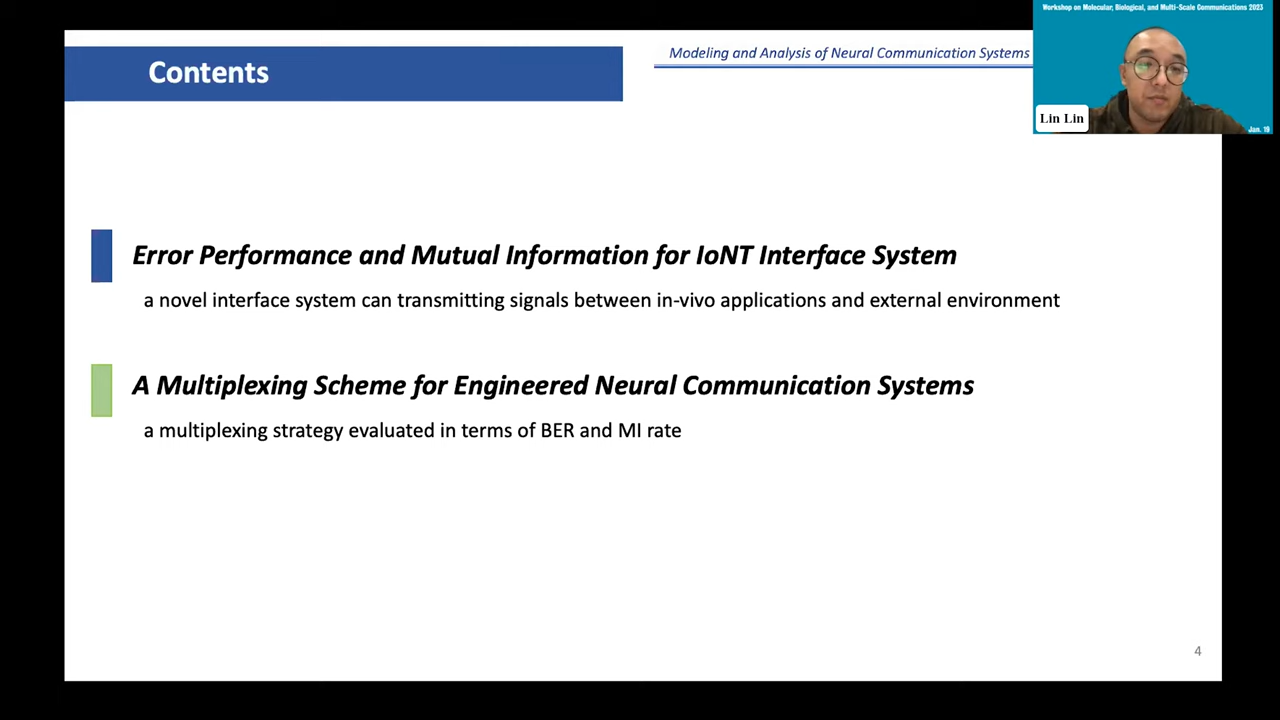 Workshop on Molecular, Biological, and Multi-Scale Communications 2023
Contents
Modeling and Analysis of Neural Communication Systems
Lin Lin
Jan. 19
Error Performance and Mutual Information for IoNT Interface System
a novel interface system can transmitting signals between in-vivo applications and external environment
A Multiplexing Scheme for Engineered Neural Communication Systems
a multiplexing strategy evaluated in terms of BER and MI rate
4